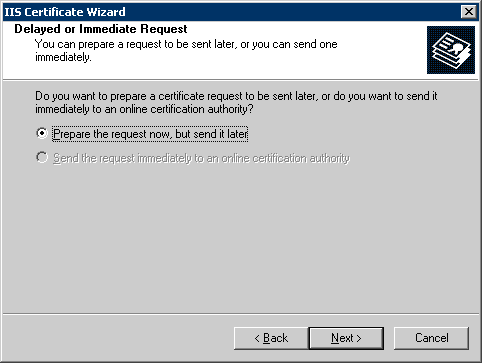 IIS Certificate Wizard
Delayed or Immediate Request
You can prepare a request to be sent later, or you can send one
immediately.
Do you want to prepare a certificate request to be sent later, or do you want to send it
immediately to an online certification authority?
Prepare the request now, but send it later
Send the request immediately to an online certification authority
< Back
Next >
Cancel